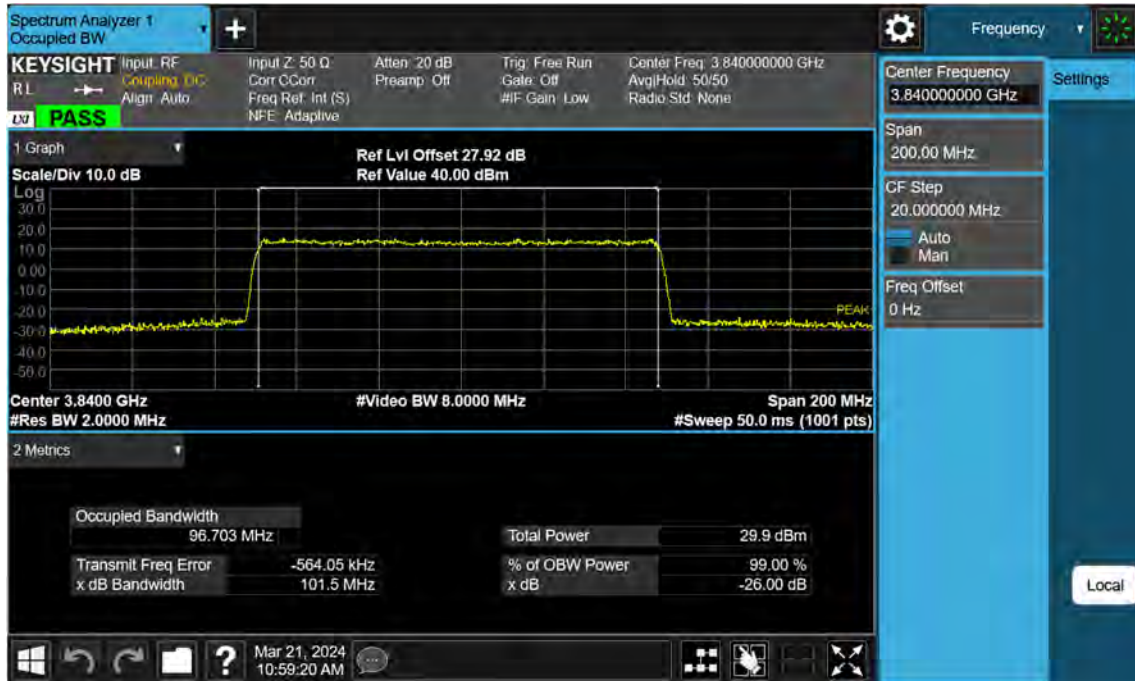 Spectrum Analyzer 1
Occupied BW
+
Frequency
KEYSIGHT
RL
LXI PASS
Input: RF
Coupling: DC
Align: Auto
Input Z: 50 Ω
Corr CCorr
Freq Ref: Int (S)
NFE: Adaptive
Atten: 20 dB
Preamp: Off
Trig: Free Run
Gate: Off
#IF Gain: Low
Center Freq: 3.840000000 GHz
Avg|Hold: 50/50
Radio Std: None
Center Frequency
3.840000000 GHz
Settings
Span
200.00 MHz
CF Step
20.000000 MHz
Auto
Man
Freq Offset
0 Hz
1 Graph
Scale/Div 10.0 dB
Ref Lvl Offset 27.92 dB
Ref Value 40.00 dBm
Log
30.0
20.0
10.0
0.00
-10.0
-20.0
-30.0
-40.0
-50.0
PEAK
Center 3.8400 GHz
#Video BW 8.0000 MHz
Span 200 MHz
#Res BW 2.0000 MHz
#Sweep 50.0 ms (1001 pts)
2 Metrics
Occupied Bandwidth
96.703 MHz
Total Power 29.9 dBm
Transmit Freq Error -564.05 kHz
% of OBW Power 99.00 %
x dB Bandwidth 101.5 MHz
x dB -26.00 dB
Local
?
Mar 21, 2024
10:59:20 AM